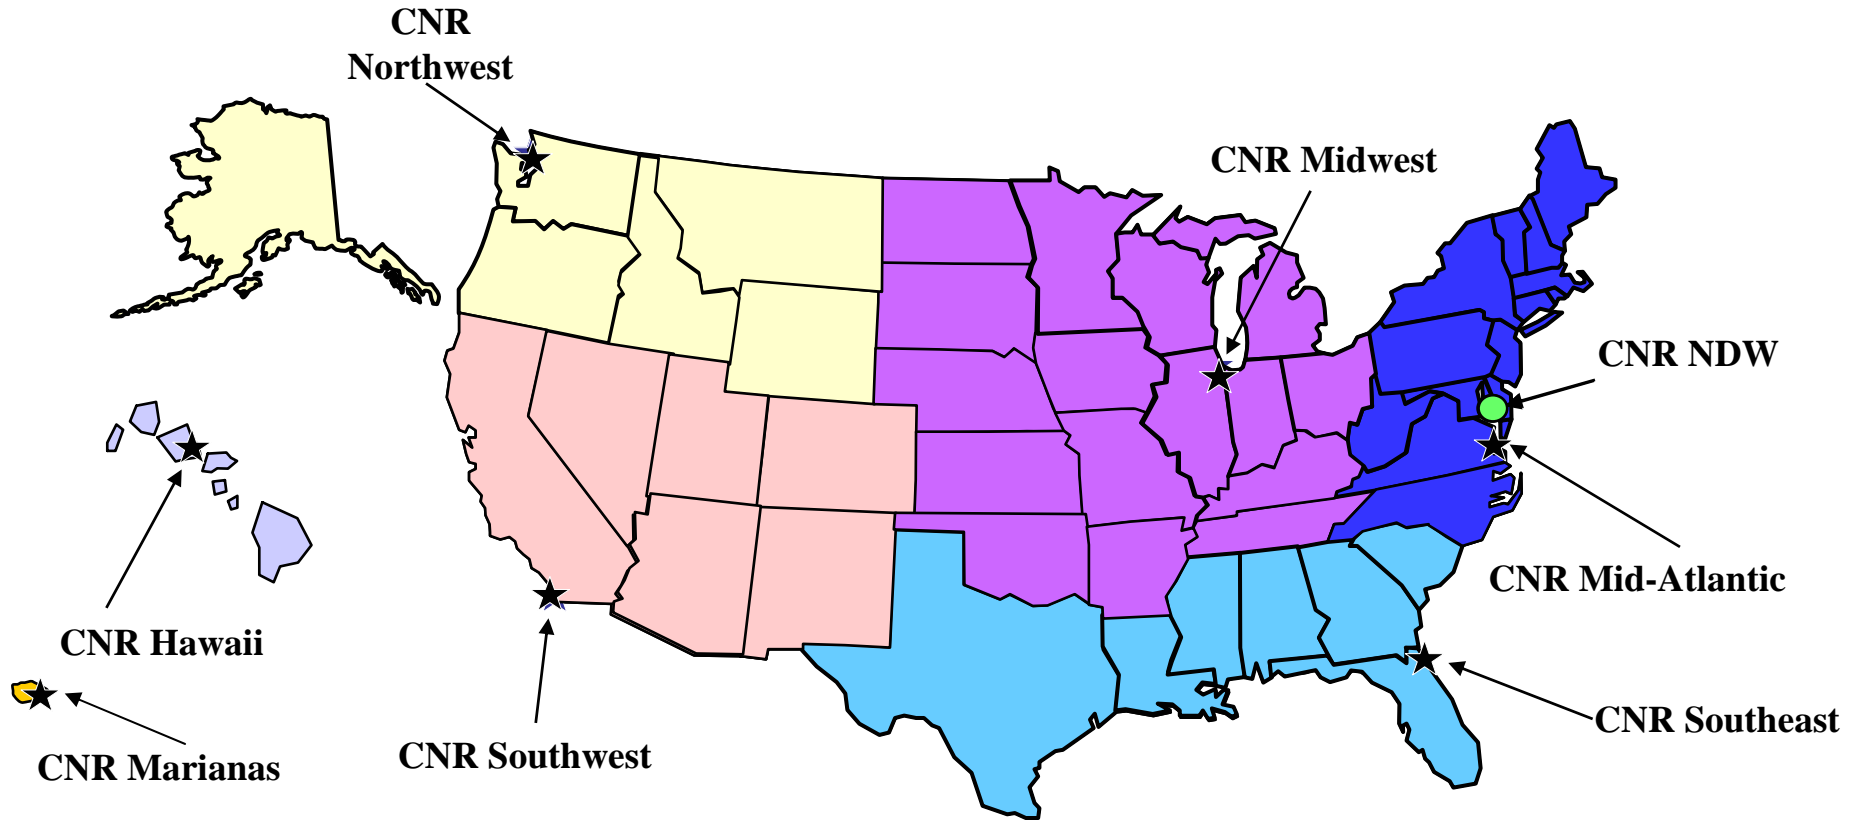 CNR
Northwest
CNR Midwest
CNR NDW
CNR Mid-Atlantic
CNR Hawaii
CNR Southeast
CNR Southwest
CNR Marianas